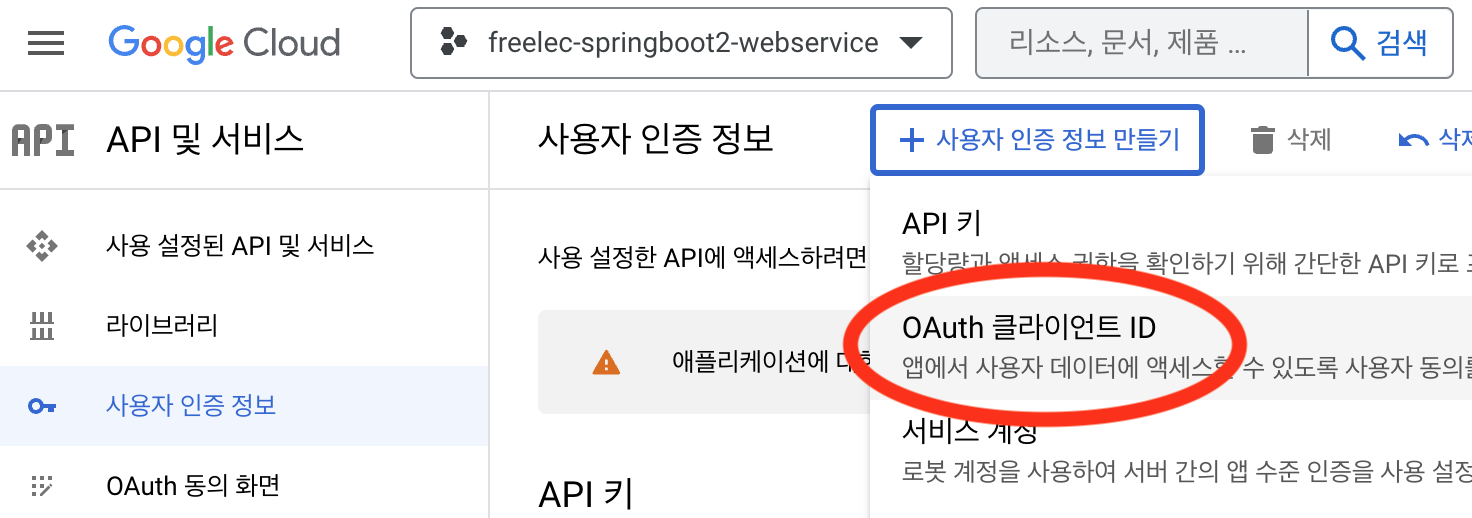 Google Cloud
freelec-springboot2-webservice
리소스, 문서, 제품 ...
검색
API
API 및 서비스
사용자 인증 정보
사용자 인증 정보 만들기
삭제
사용 설정된 API 및 서비스
라이브러리
사용자 인증 정보
OAuth 동의 화면
사용 설정한 API에 액세스하려면
애플리케이션에
API 키
API 키
할당량과 액세스 권한을 확인하기 위해 간단한 API 키로
OAuth 클라이언트 ID
앱에서 사용자 데이터에 액세스할 수 있도록 사용자 동의를
서비스 계정
로봇 계정을 사용하여 서버 간의 앱 수준 인증을 사용 설정